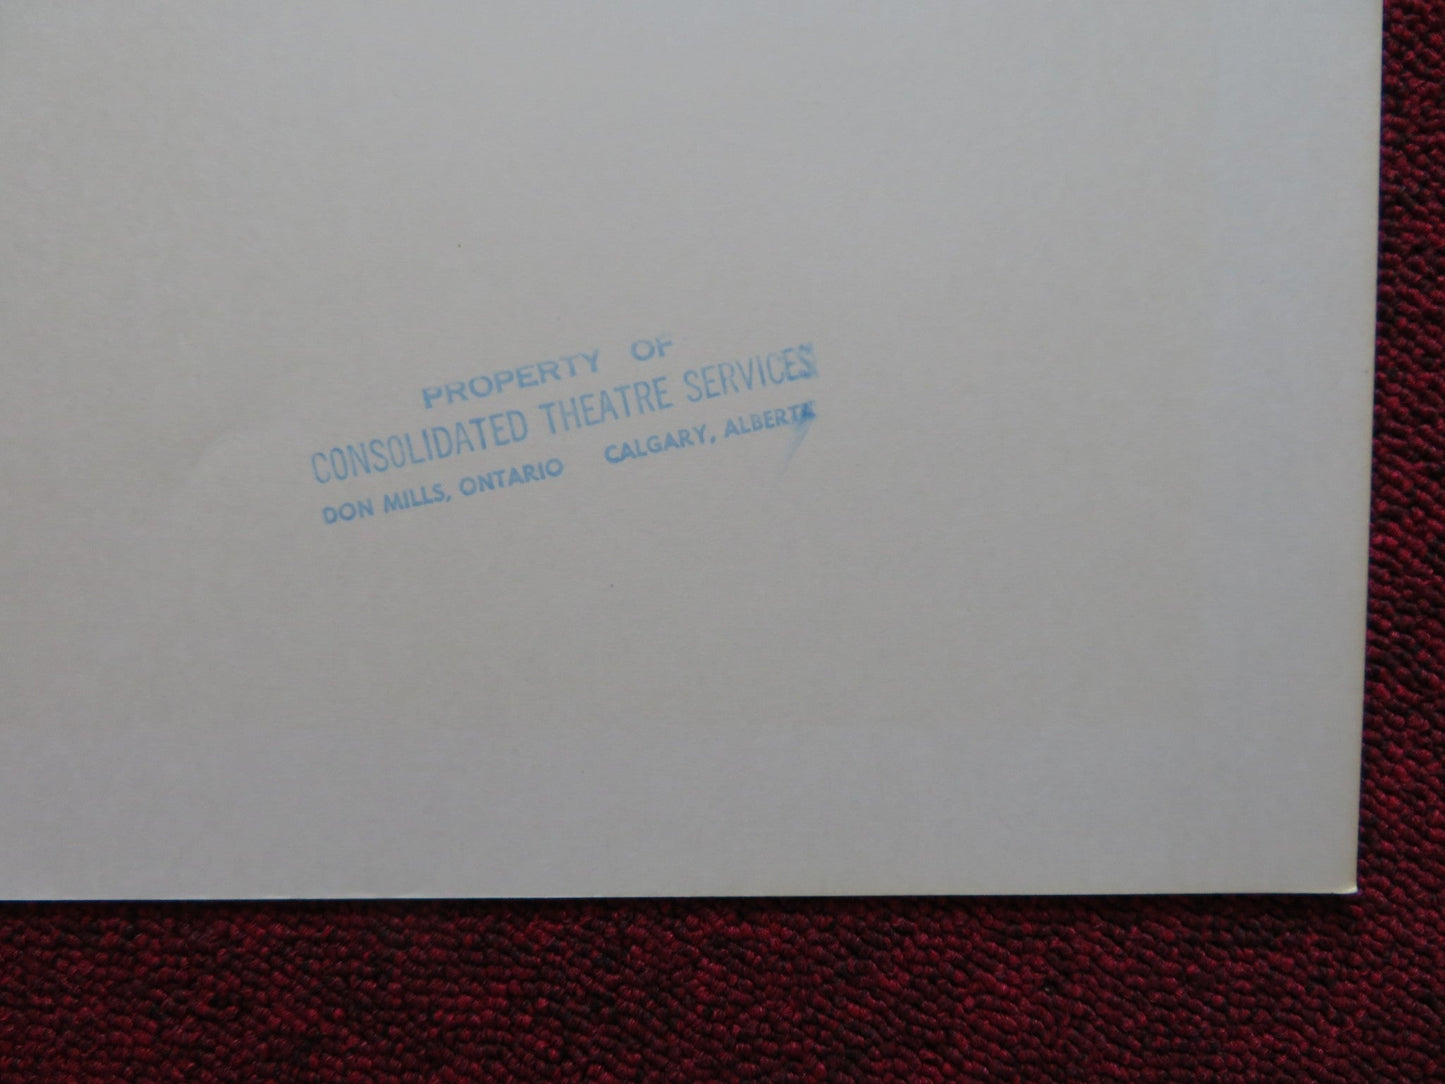 PROPERTY OF
CONSOLIDATED THEATRE SERVICES
DON MILLS, ONTARIO CALGARY, ALBERTA